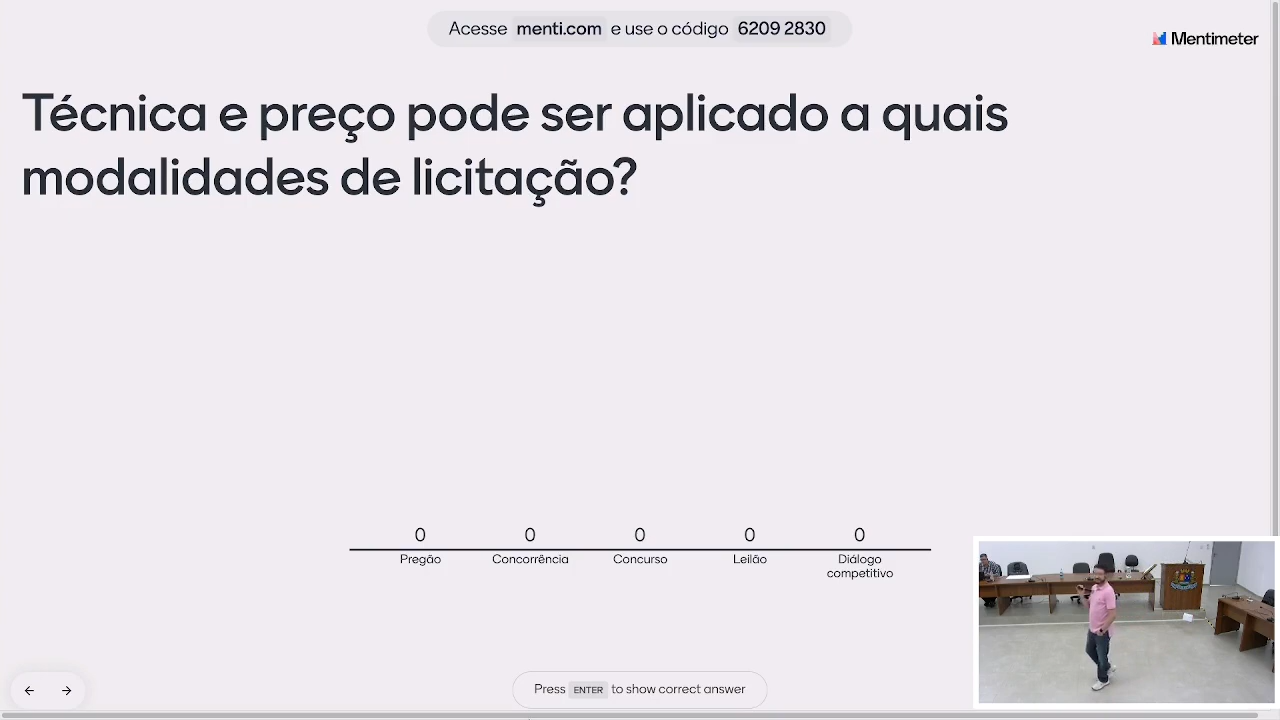 Acesse menti.com e use o código 6209 2830
Mentimeter
Técnica e preço pode ser aplicado a quais
modalidades de licitação?
0 0 0 0 0
Pregão Concorrência Concurso Leilão Diálogo
competitivo
Press ENTER to show correct answer